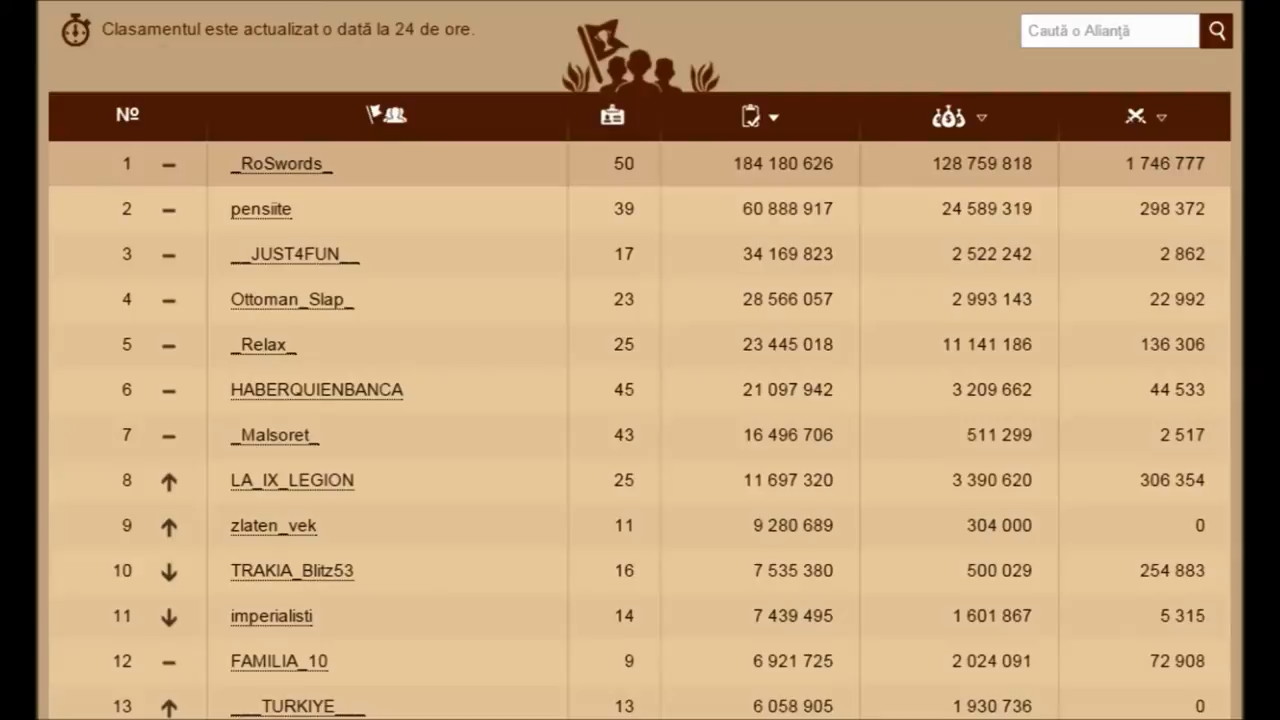 Clasamentul este actualizat o dată la 24 de ore.
Caută o Alianță
Nº
1 _RoSwords_ 50 184 180 626 128 759 818 1 746 777
2 pensiite 39 60 888 917 24 589 319 298 372
3 __JUST4FUN__ 17 34 169 823 2 522 242 2 862
4 Ottoman_Slap_ 23 28 566 057 2 993 143 22 992
5 _Relax_ 25 23 445 018 11 141 186 136 306
6 HABERQUIENBANCA 45 21 097 942 3 209 662 44 533
7 _Malsoret_ 43 16 496 706 511 299 2 517
8 LA_IX_LEGION 25 11 697 320 3 390 620 306 354
9 zlaten_vek 11 9 280 689 304 000 0
10 TRAKIA_Blitz53 16 7 535 380 500 029 254 883
11 imperialisti 14 7 439 495 1 601 867 5 315
12 FAMILIA_10 9 6 921 725 2 024 091 72 908
13 ___TURKIYE___ 13 6 058 905 1 930 736 0